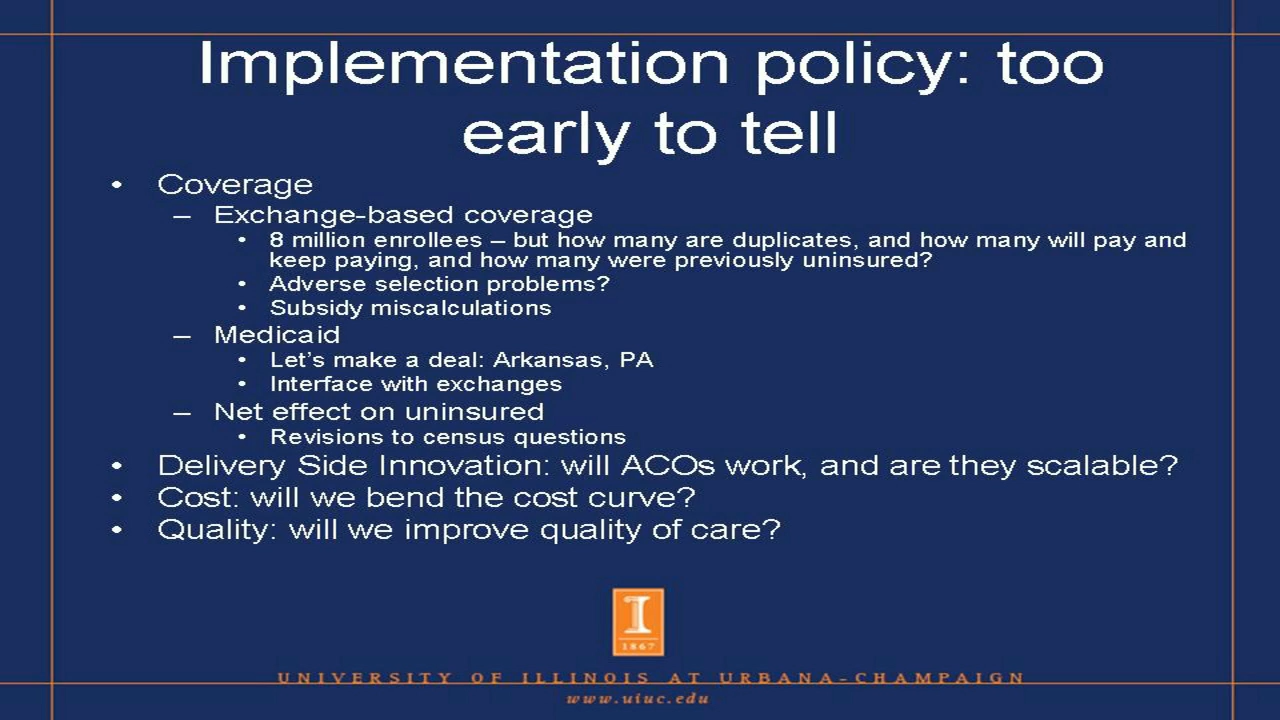 Implementation policy: too
early to tell
• Coverage
– Exchange-based coverage
• 8 million enrollees – but how many are duplicates, and how many will pay and
keep paying, and how many were previously uninsured?
• Adverse selection problems?
• Subsidy miscalculations
– Medicaid
• Let's make a deal: Arkansas, PA
• Interface with exchanges
– Net effect on uninsured
• Revisions to census questions
• Delivery Side Innovation: will ACOs work, and are they scalable?
• Cost: will we bend the cost curve?
• Quality: will we improve quality of care?
I
1867
UNIVERSITY OF ILLINOIS AT URBANA-CHAMPAIGN
www.uiuc.edu